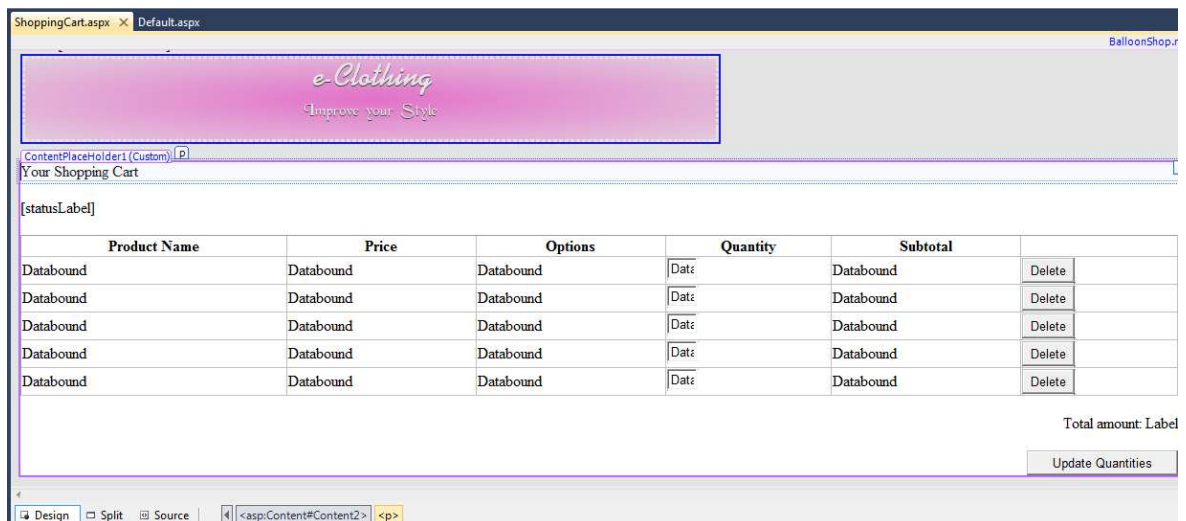 ShoppingCart.aspx Default.aspx
BalloonShop.
e-Clothing
Improve your Style
ContentPlaceHolder1 (Custom) p
Your Shopping Cart
[statusLabel]
Product Name Price Options Quantity Subtotal
Databound Databound Databound Data Databound Delete
Databound Databound Databound Data Databound Delete
Databound Databound Databound Data Databound Delete
Databound Databound Databound Data Databound Delete
Databound Databound Databound Data Databound Delete
Total amount: Label
Update Quantities
Design Split Source <asp:Content#Content2> <p>